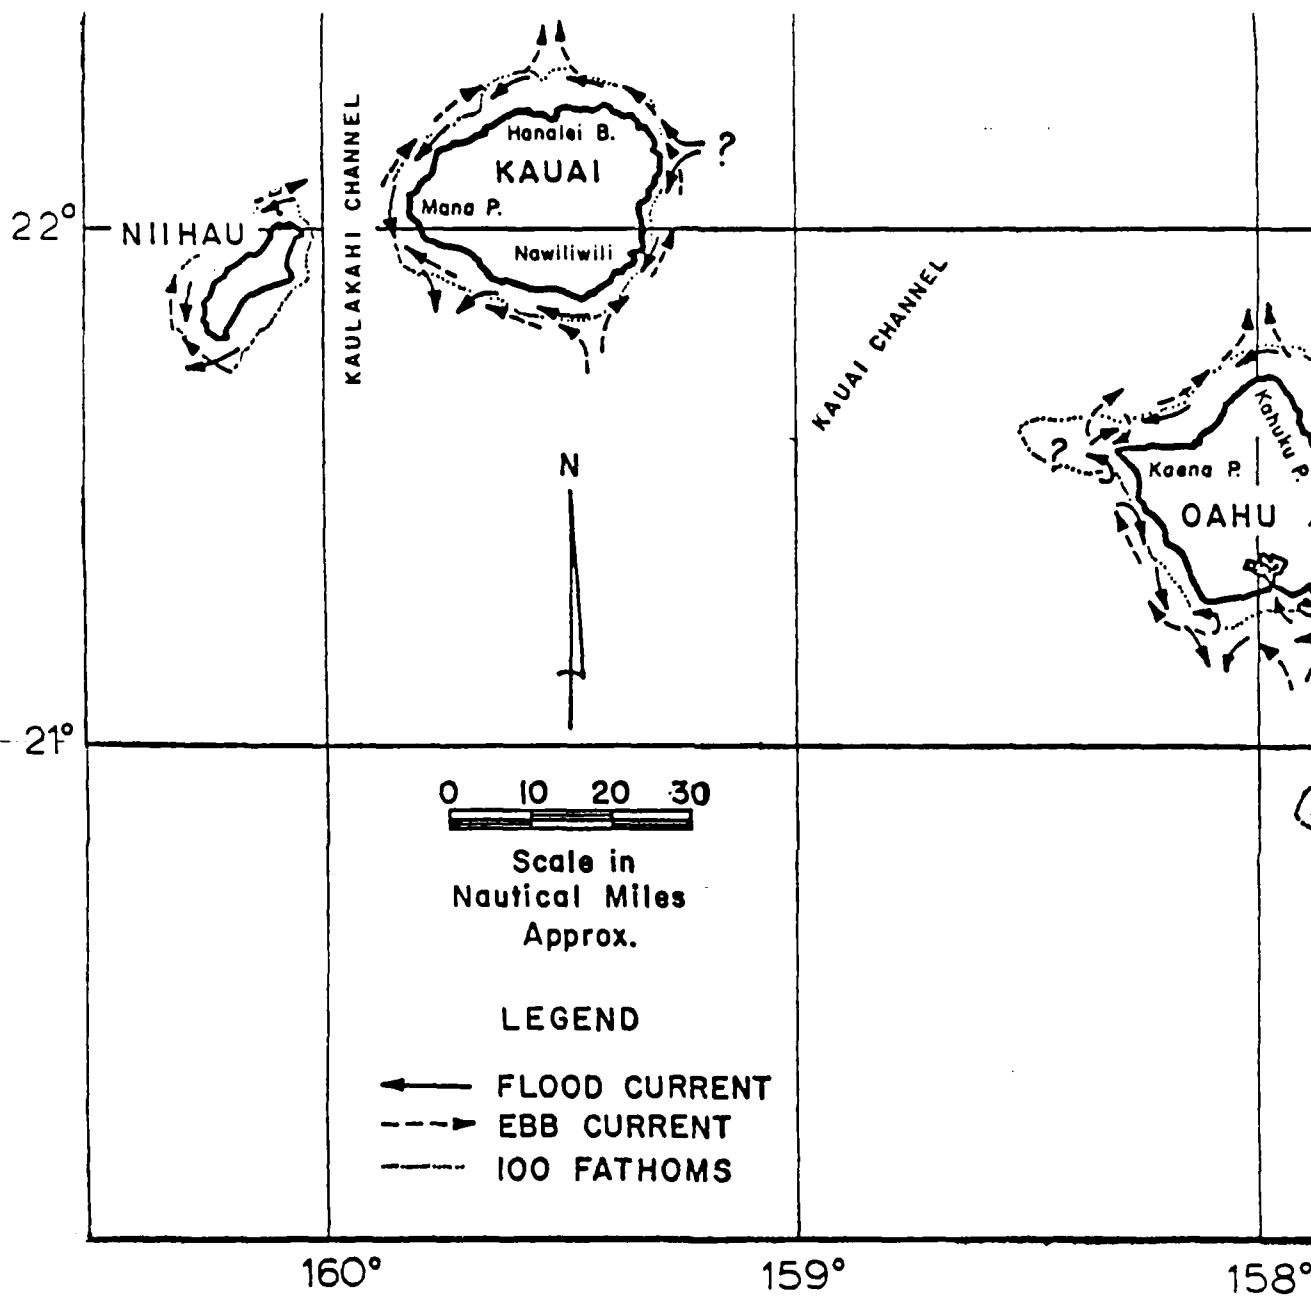 Hanalei B.
KAUAI
?
KAULAKAHI CHANNEL
Mana P.
22°
NIIHAU
Nawiliwili
KAUAI CHANNEL
Kahuku P.
?
Kaena P.
N
OAHU
21°
0 10 20 30
Scale in
Nautical Miles
Approx.
LEGEND
FLOOD CURRENT
EBB CURRENT
100 FATHOMS
160° 159° 158°